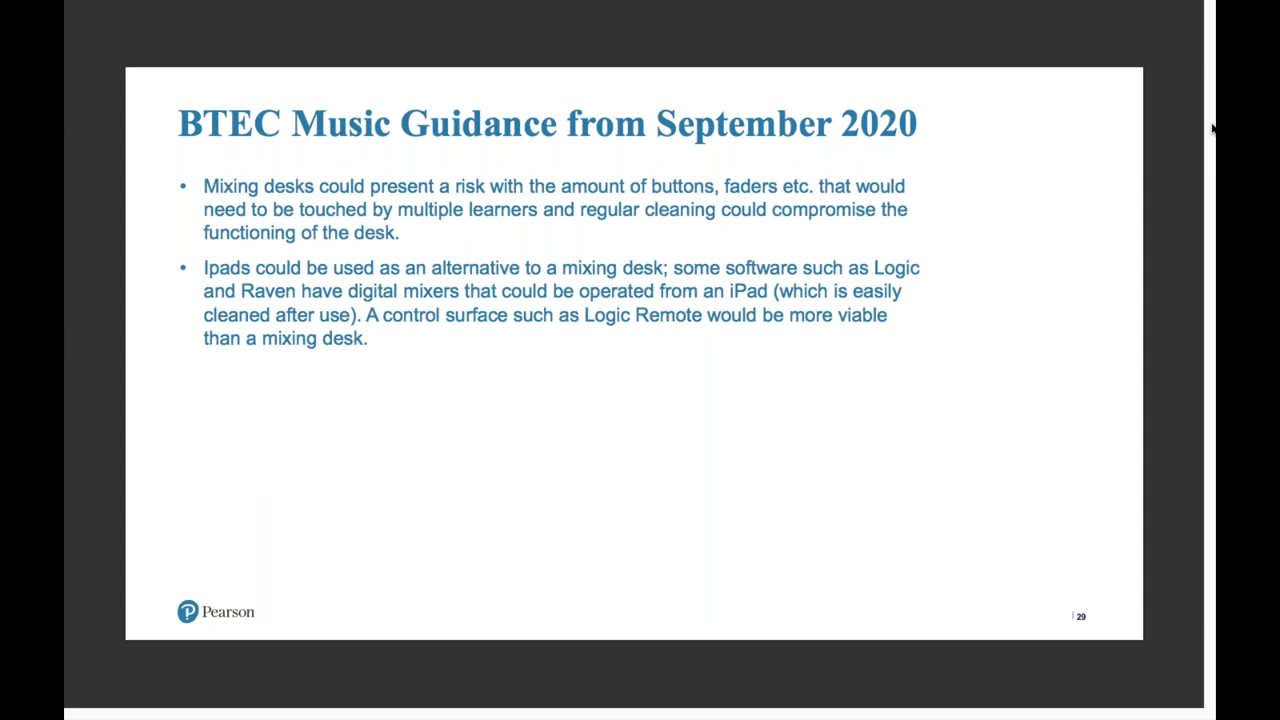 BTEC Music Guidance from September 2020
• Mixing desks could present a risk with the amount of buttons, faders etc. that would
need to be touched by multiple learners and regular cleaning could compromise the
functioning of the desk.
• Ipads could be used as an alternative to a mixing desk; some software such as Logic
and Raven have digital mixers that could be operated from an iPad (which is easily
cleaned after use). A control surface such as Logic Remote would be more viable
than a mixing desk.
Pearson
29